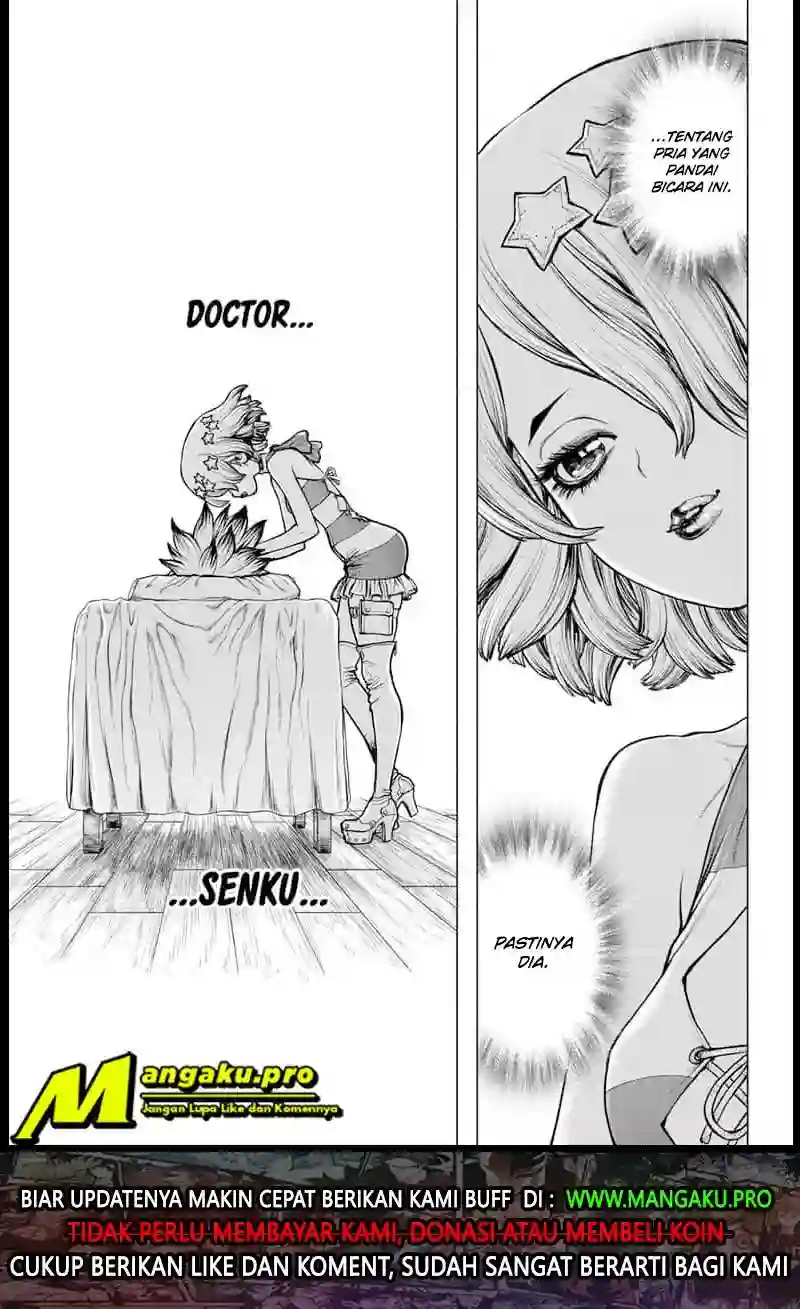 ...TENTANG
PRIA YANG
PANDAI
BICARA INI.
PASTINYA
DIA.
DOCTOR...
...SENKU...
Mangaku.pro
Jangan Lupa Like dan Komennya
BIAR UPDATENYA MAKIN CEPAT BERIKAN KAMI BUFF DI : WWW.MANGAKU.PRO
TIDAK PERLU MEMBAYAR KAMI, DONASI ATAU MEMBELI KOIN
CUKUP BERIKAN LIKE DAN KOMENT, SUDAH SANGAT BERARTI BAGI KAMI